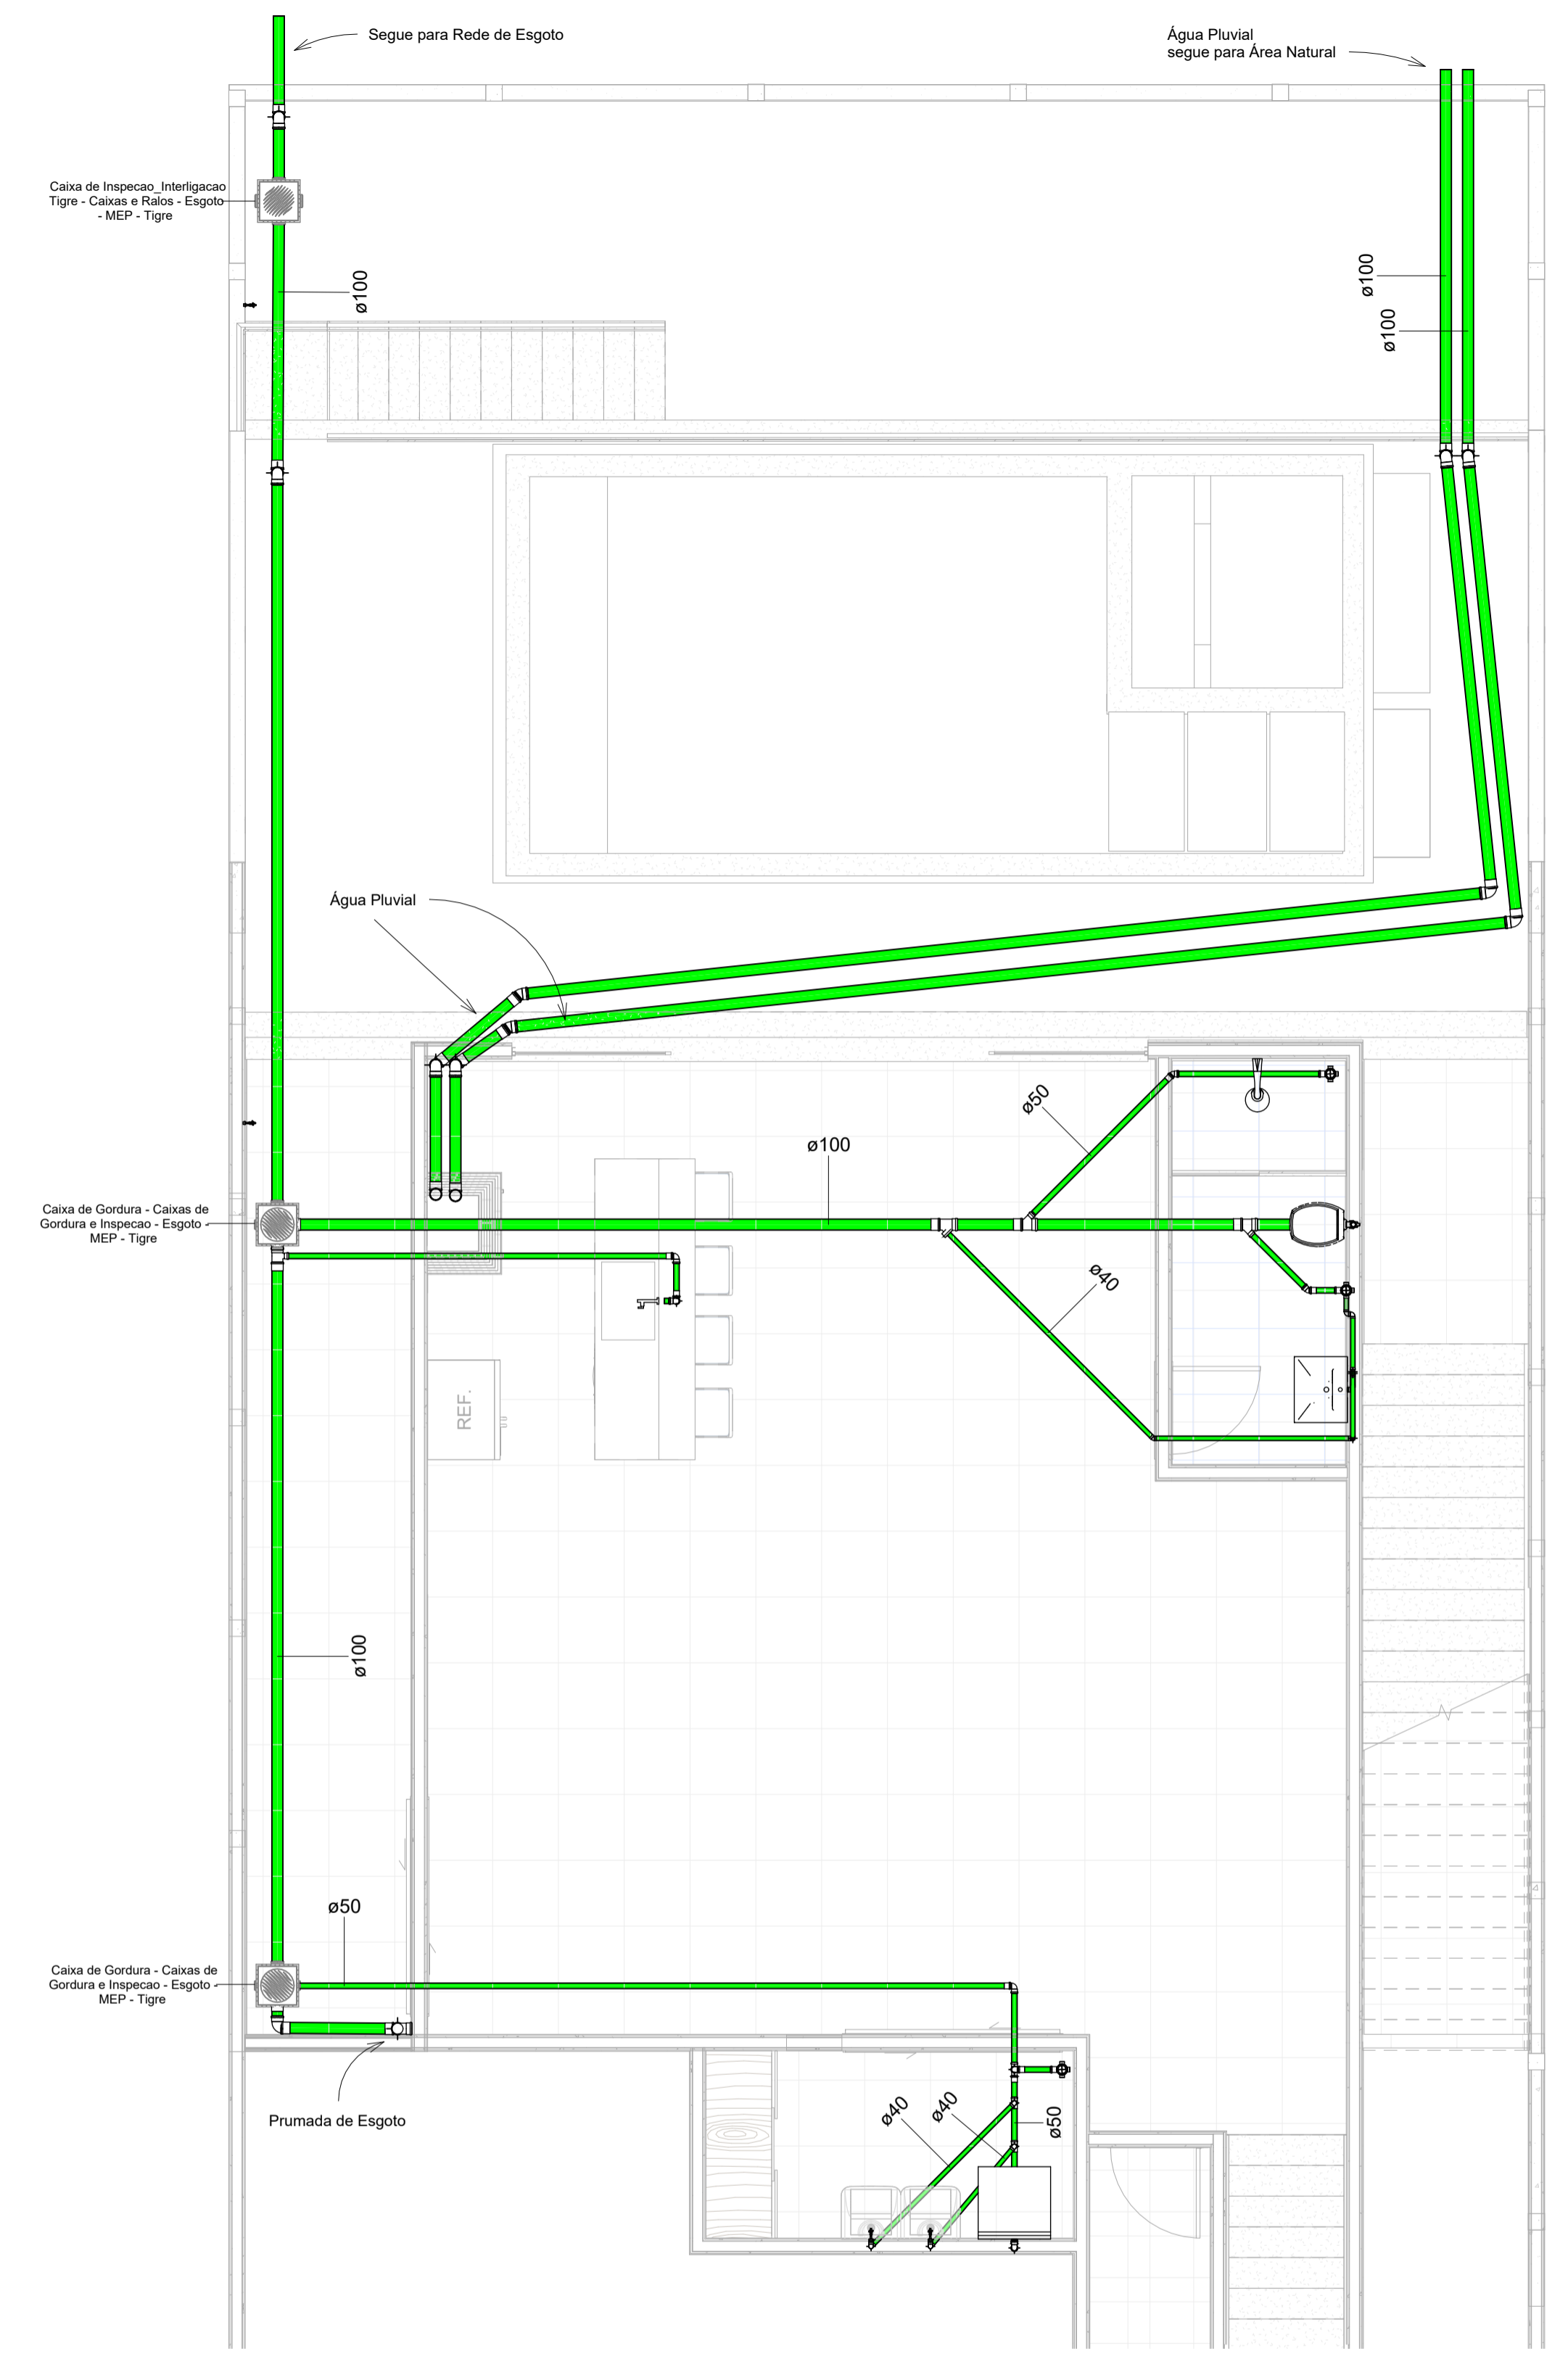 Segue para Rede de Esgoto
Água Pluvial
segue para Área Natural
Caixa de Inspecao_Interligacao
Tigre - Caixas e Ralos - Esgoto
- MEP - Tigre
ø100
ø100
ø100
Água Pluvial
ø50
ø100
Caixa de Gordura - Caixas de
Gordura e Inspecao - Esgoto -
MEP - Tigre
ø40
REF.
ø100
ø50
Caixa de Gordura - Caixas de
Gordura e Inspecao - Esgoto -
MEP - Tigre
Prumada de Esgoto
ø40
ø40
ø50